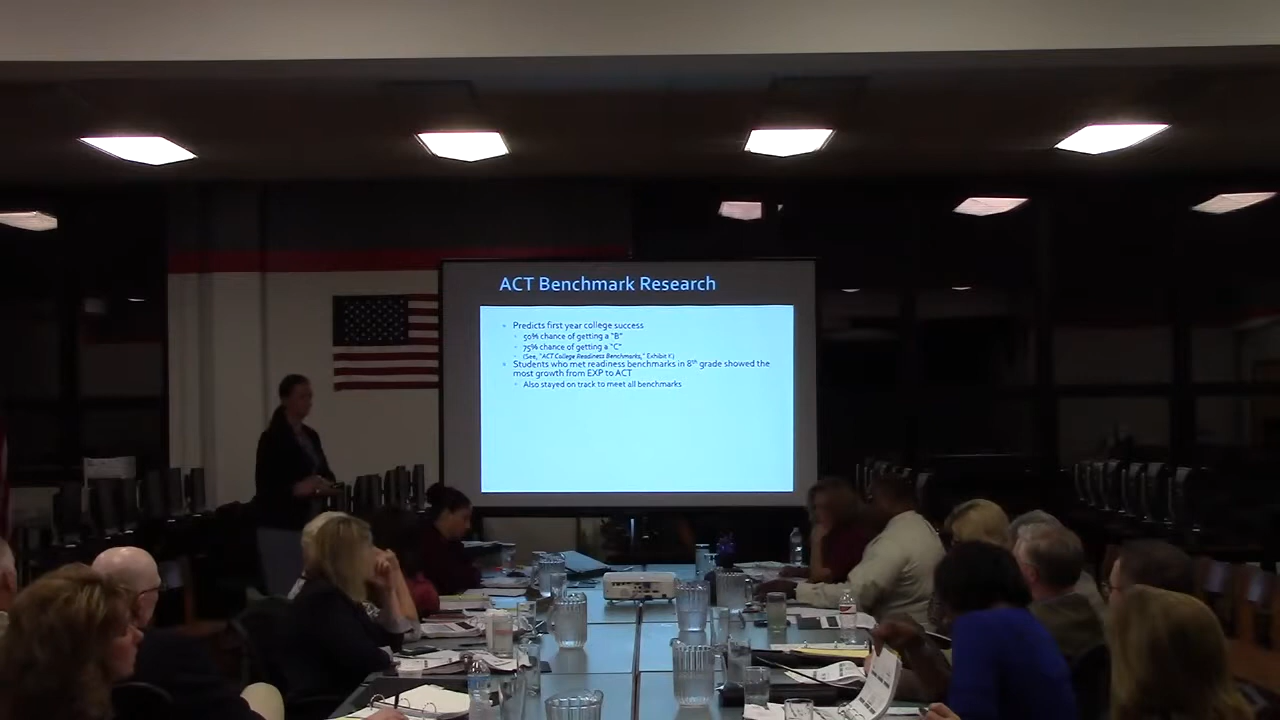 ACT Benchmark Research
Predicts first year college success
50% chance of getting a "B"
75% chance of getting a "C"
(See, "ACT College Readiness Benchmarks," Exhibit K)
Students who met readiness benchmarks in 8th grade showed the
most growth from EXP to ACT
Also stayed on track to meet all benchmarks